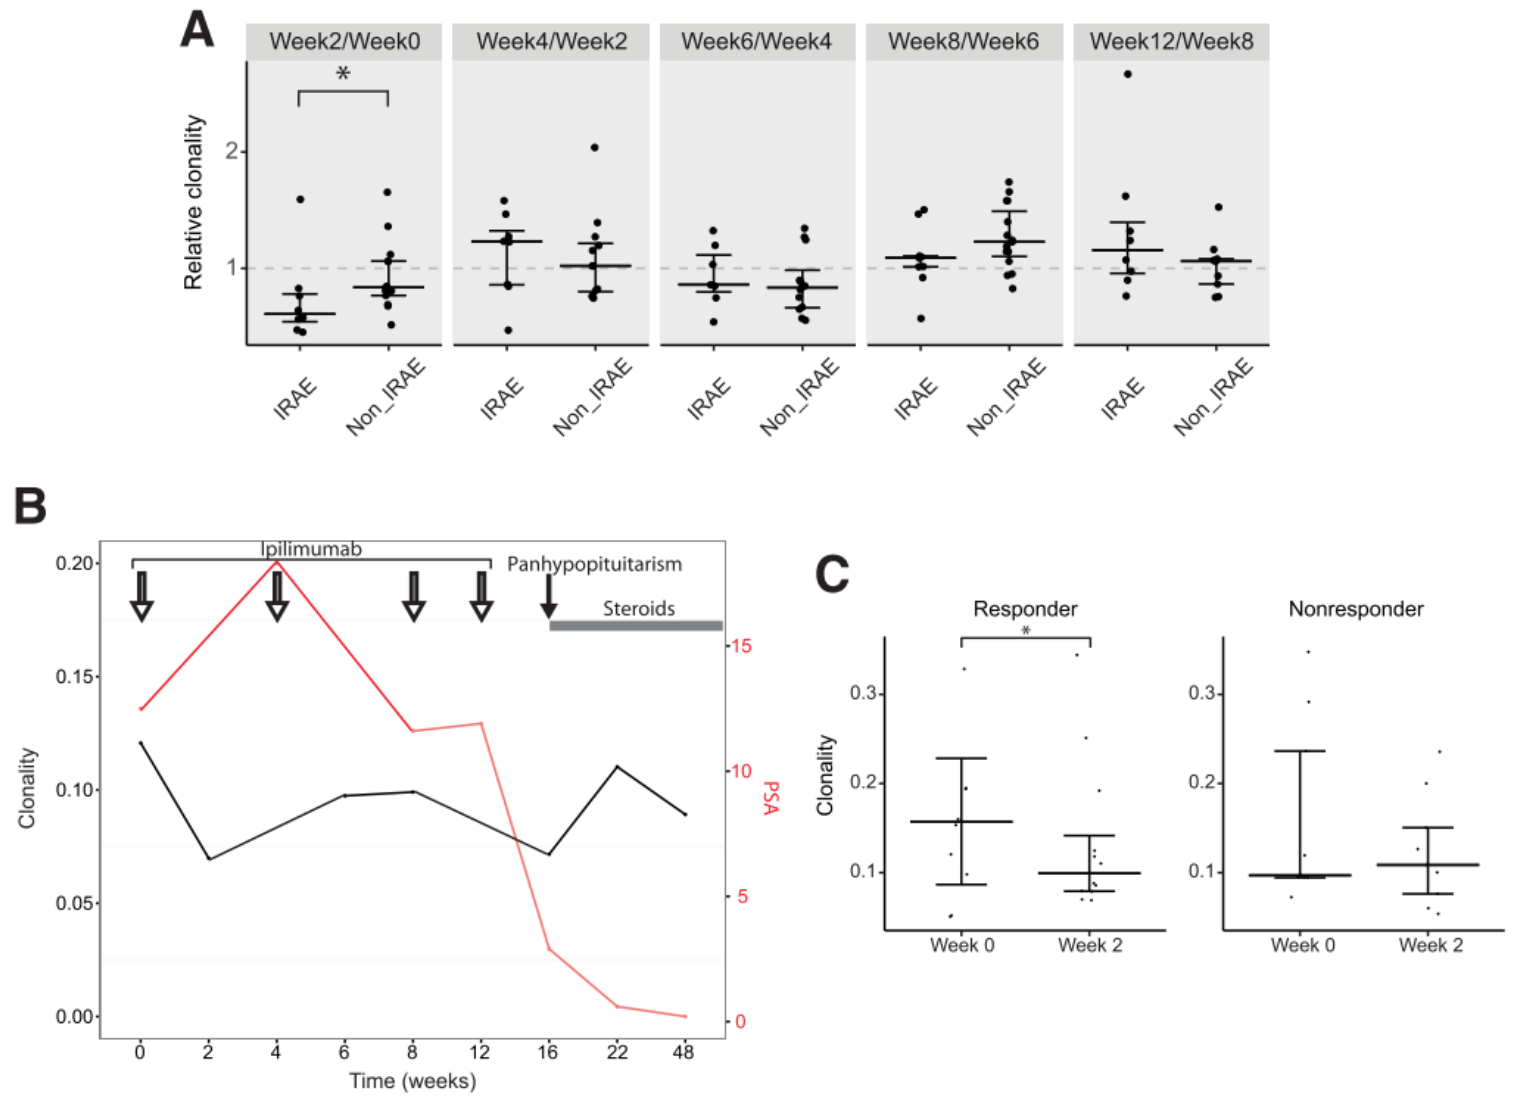 A
Week2/Week0 Week4/Week2 Week6/Week4 Week8/Week6 Week12/Week8
*
Relative clonality
2
1
IRAE Non_IRAE IRAE Non_IRAE IRAE Non_IRAE IRAE Non_IRAE IRAE Non_IRAE
B
Ipilimumab
Panhypopituitarism
Steroids
Clonality
0.20
0.15
0.10
0.05
0.00
15
10
5
0
PSA
0 2 4 6 8 12 16 22 48
Time (weeks)
C
Responder Nonresponder
*
Clonality
0.3 0.3
0.2 0.2
0.1 0.1
Week 0 Week 2 Week 0 Week 2